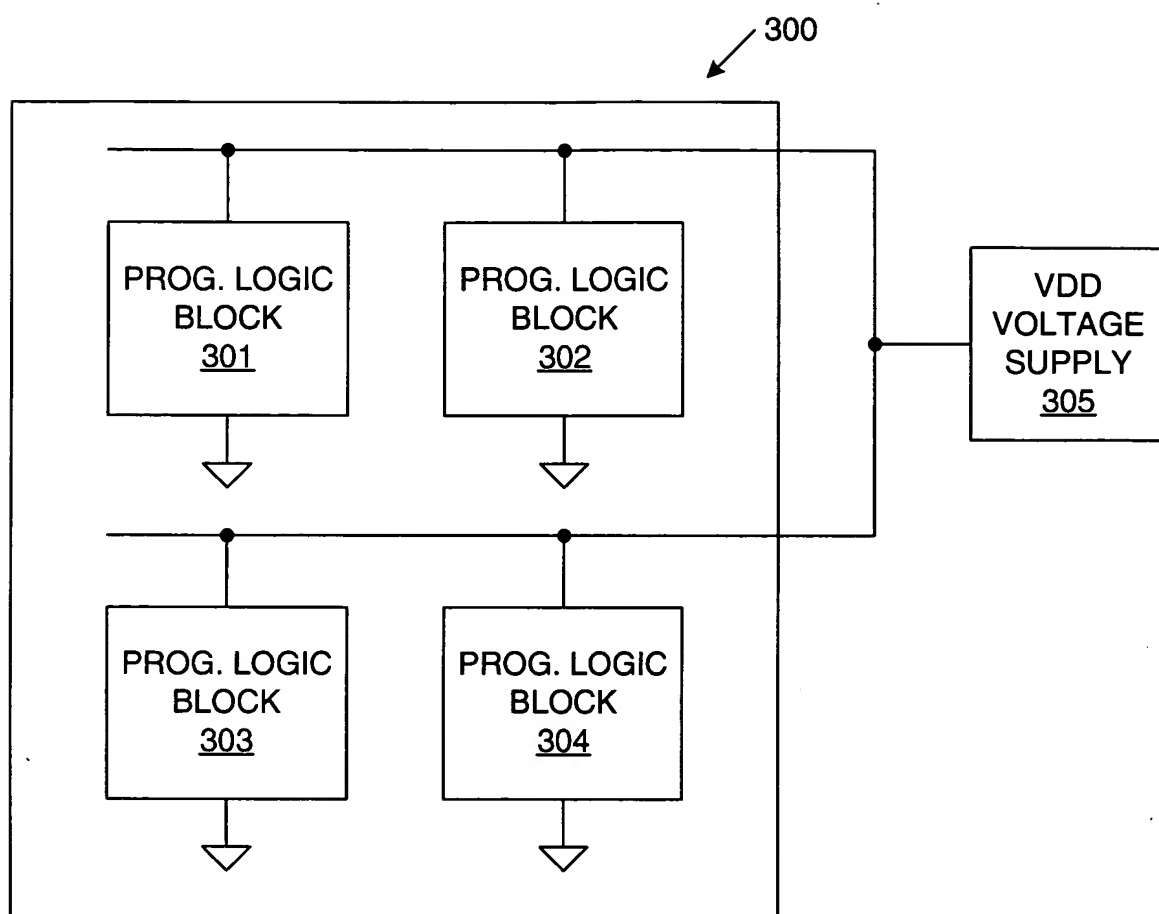 300
PROG. LOGIC
BLOCK
301
PROG. LOGIC
BLOCK
302
VDD
VOLTAGE
SUPPLY
305
PROG. LOGIC
BLOCK
303
PROG. LOGIC
BLOCK
304